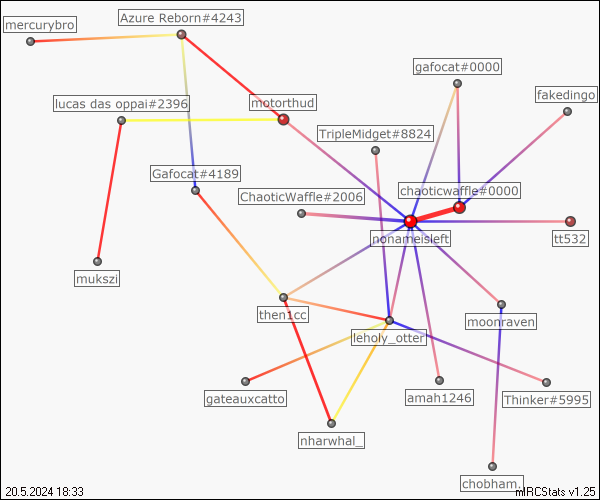 Azure Reborn#4243
mercurybro
gafocat#0000
fakedingo
lucas das oppai#2396
motorthud
TripleMidget#8824
Gafocat#4189
chaoticwaffle#0000
ChaoticWaffle#2006
nonameisleft
tt532
mukszi
then1cc
moonraven
leholy_otter
gateauxcatto
amah1246
Thinker#5995
nharwhal_
chobham.
20.5.2024 18:33
mIRCStats v1.25